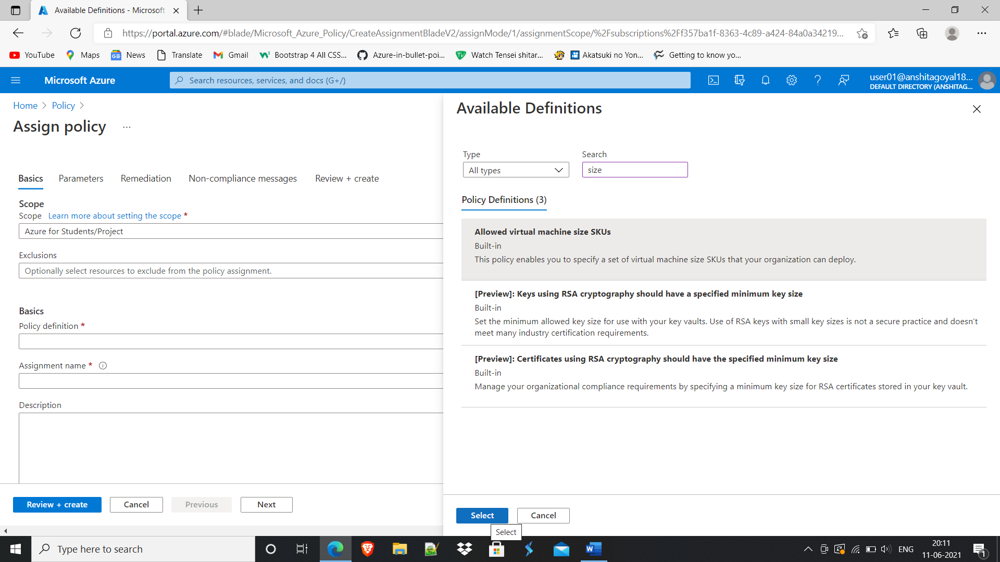 Available Definitions - Microsoft
https://portal.azure.com/#blade/Microsoft_Azure_Policy/CreateAssignmentBladeV2/assignMode/1/assignmentScope/%2Fsubscriptions%2Ff357ba1f-8363-4c89-a424-84a0a34219...
YouTube
Maps
News
Translate
Gmail
Bootstrap 4 All CSS...
Azure-in-bullet-poi...
Watch Tensei shitar...
Akatsuki no Yon...
Getting to know yo...
Microsoft Azure
Search resources, services, and docs (G+/)
user01@anshitagoyal18...
DEFAULT DIRECTORY (ANSHITAG...
Home > Policy >
Assign policy ...
Basics
Parameters
Remediation
Non-compliance messages
Review + create
Scope
Scope Learn more about setting the scope *
Azure for Students/Project
Exclusions
Optionally select resources to exclude from the policy assignment.
Basics
Policy definition *
Assignment name *
Description
Review + create
Cancel
Previous
Next
Available Definitions
Type
All types
Search
size
Policy Definitions (3)
Allowed virtual machine size SKUs
Built-in
This policy enables you to specify a set of virtual machine size SKUs that your organization can deploy.
[Preview]: Keys using RSA cryptography should have a specified minimum key size
Built-in
Set the minimum allowed key size for use with your key vaults. Use of RSA keys with small key sizes is not a secure practice and doesn't
meet many industry certification requirements.
[Preview]: Certificates using RSA cryptography should have the specified minimum key size
Built-in
Manage your organizational compliance requirements by specifying a minimum key size for RSA certificates stored in your key vault.
Select
Cancel
Select
Type here to search
ENG
20:11
11-06-2021
1